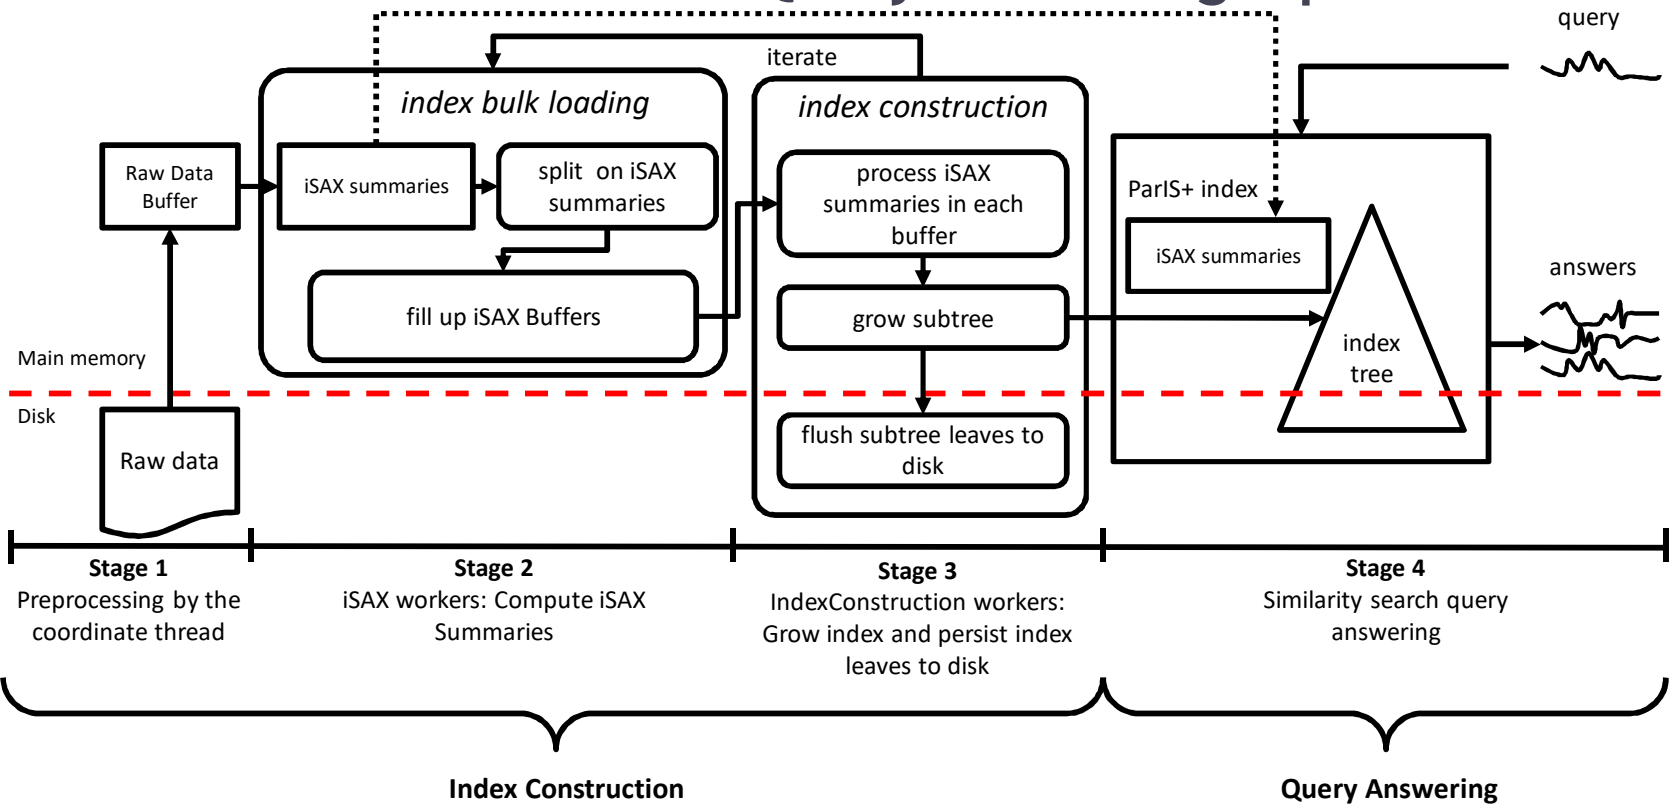 query
iterate
index bulk loading
index construction
Raw Data
Buffer
iSAX summaries
split on iSAX
summaries
fill up iSAX Buffers
process iSAX
summaries in each
buffer
grow subtree
flush subtree leaves to
disk
ParIS+ index
iSAX summaries
index
tree
answers
Main memory
Disk
Raw data
Stage 1
Preprocessing by the
coordinate thread
Stage 2
iSAX workers: Compute iSAX
Summaries
Stage 3
IndexConstruction workers:
Grow index and persist index
leaves to disk
Stage 4
Similarity search query
answering
Index Construction
Query Answering